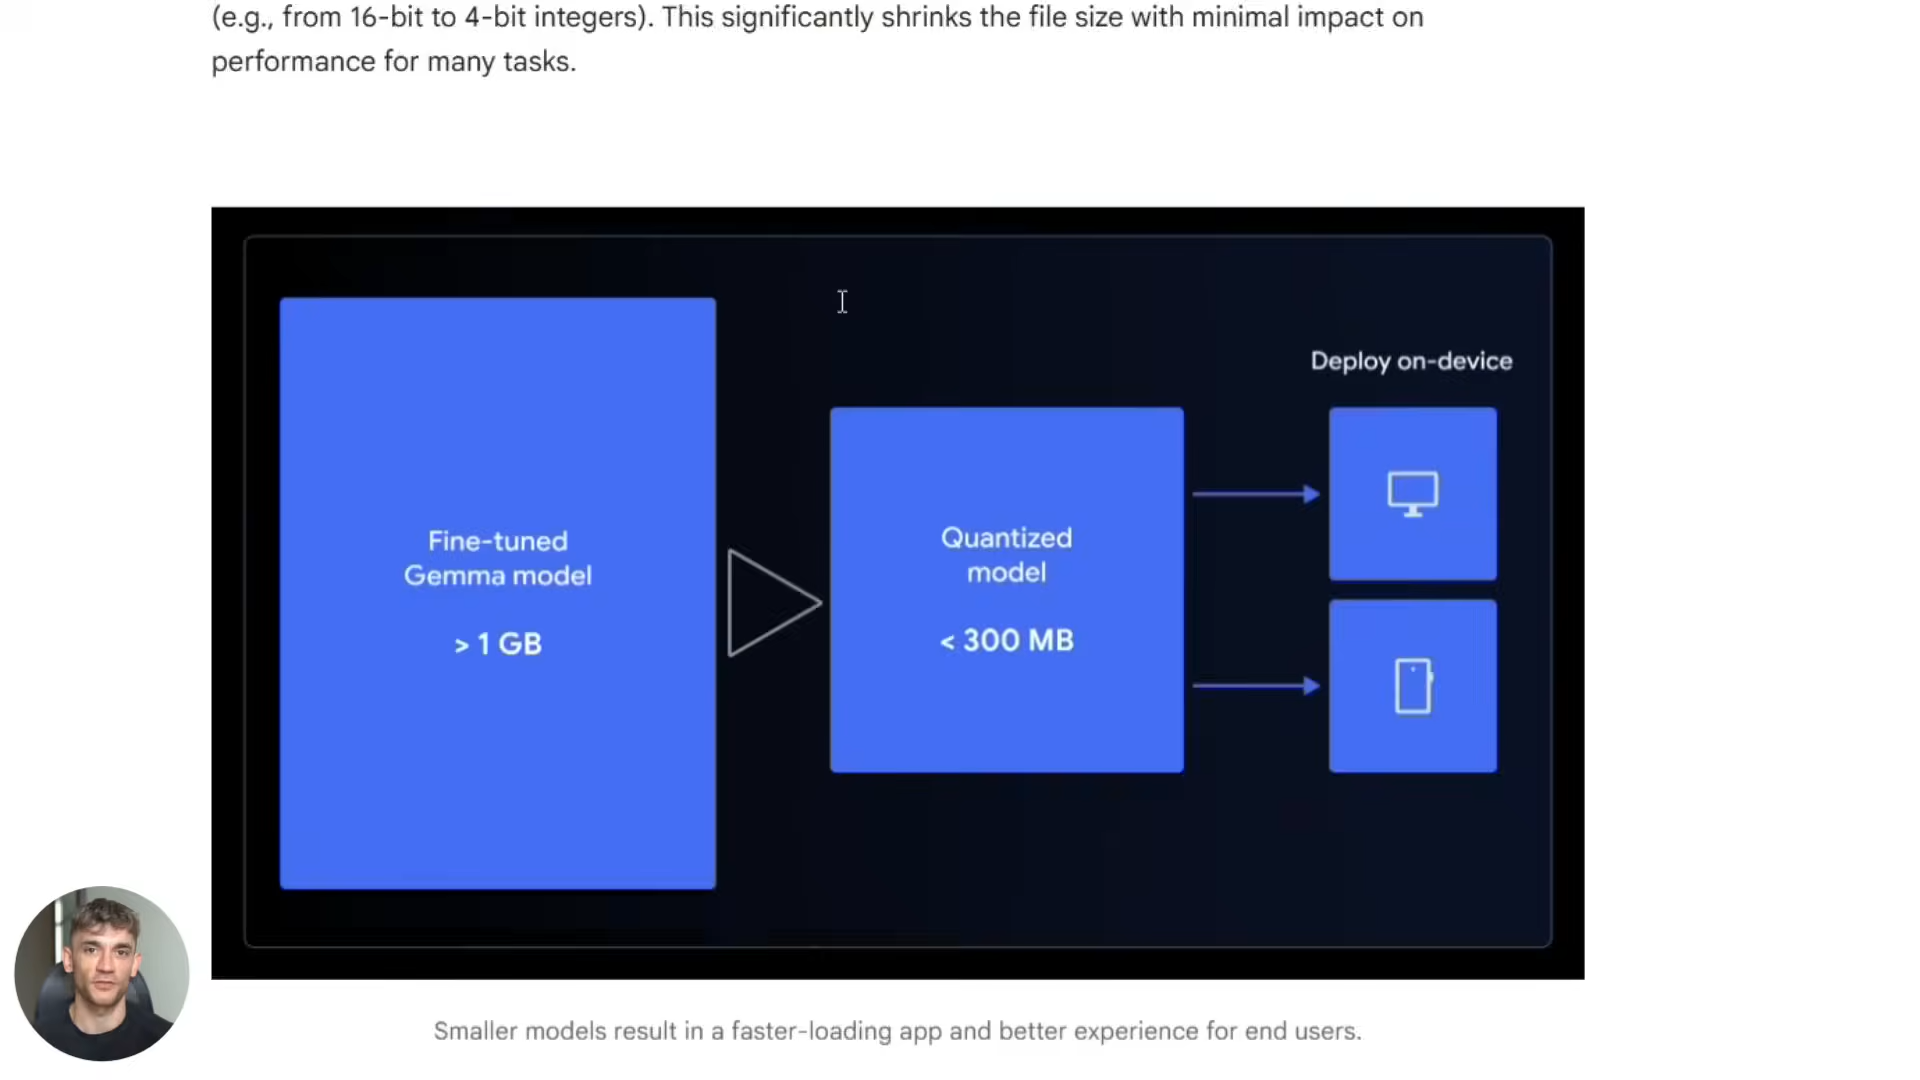 (e.g., from 16-bit to 4-bit integers). This significantly shrinks the file size with minimal impact on
performance for many tasks.
Fine-tuned
Gemma model
> 1 GB
Quantized
model
< 300 MB
Deploy on-device
Smaller models result in a faster-loading app and better experience for end users.